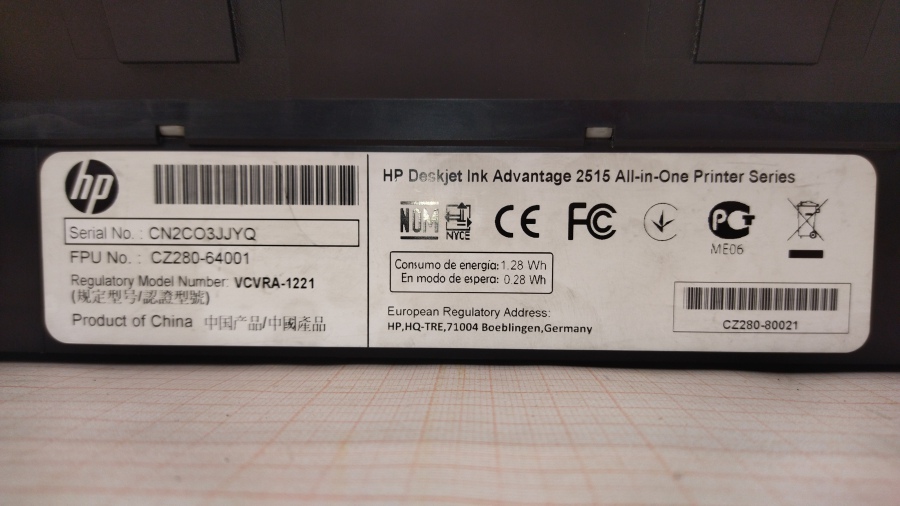 hp
Serial No. : CN2CO3JJYQ
FPU No. : CZ280-64001
Regulatory Model Number: VCVRA-1221
(规定型号/認證型號)
Product of China 中国产品/中國產品
HP Deskjet Ink Advantage 2515 All-in-One Printer Series
NOM NYCE CE FC PCT
ME06
Consumo de energía: 1.28 Wh
En modo de espera: 0.28 Wh
European Regulatory Address:
HP,HQ-TRE,71004 Boeblingen,Germany
CZ280-80021